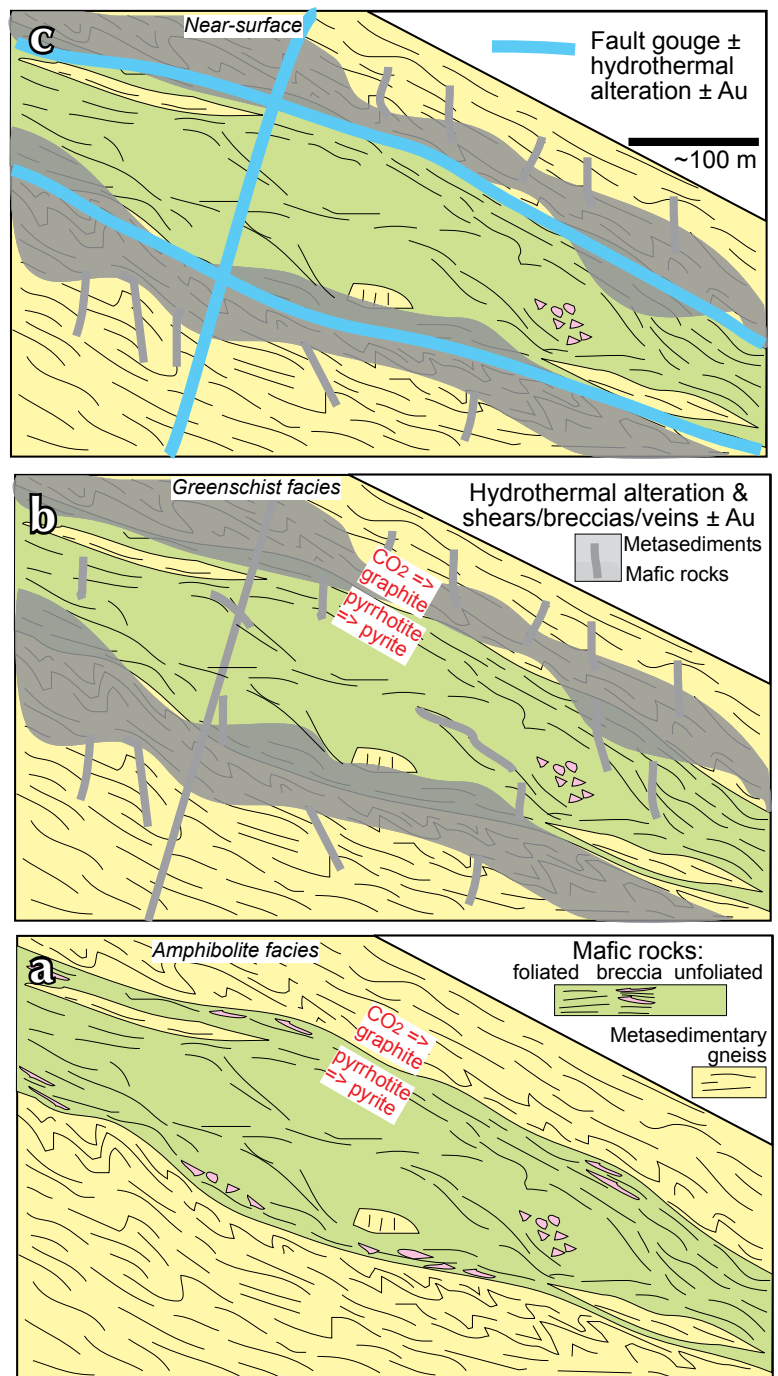 c
Near-surface
Fault gouge ±
hydrothermal
alteration ± Au
~100 m
b
Greenschist facies
Hydrothermal alteration &
shears/breccias/veins ± Au
Metasediments
Mafic rocks
CO2 =>
graphite
pyrrhotite
=> pyrite
a
Amphibolite facies
Mafic rocks:
foliated breccia unfoliated
Metasedimentary
gneiss
CO2 =>
graphite
pyrrhotite
=> pyrite